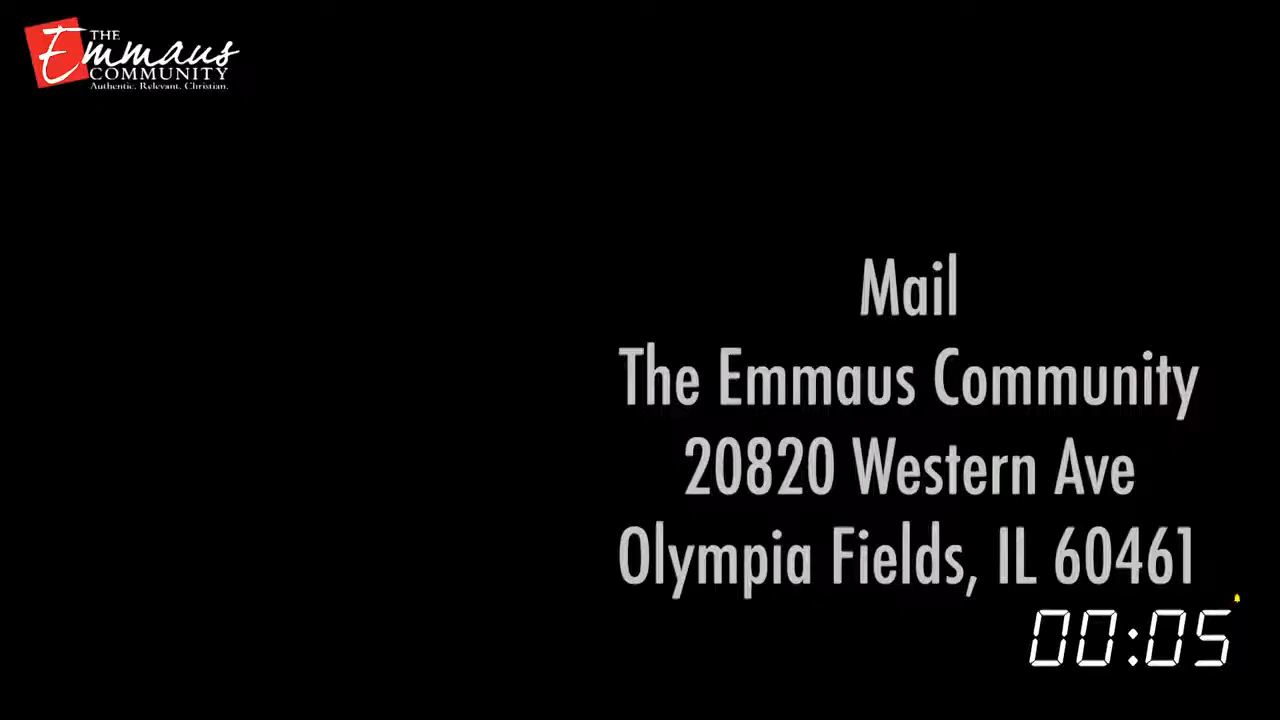 THE
Emmaus
COMMUNITY
Authentic. Relevant. Christian.
Mail
The Emmaus Community
20820 Western Ave
Olympia Fields, IL 60461
00:05